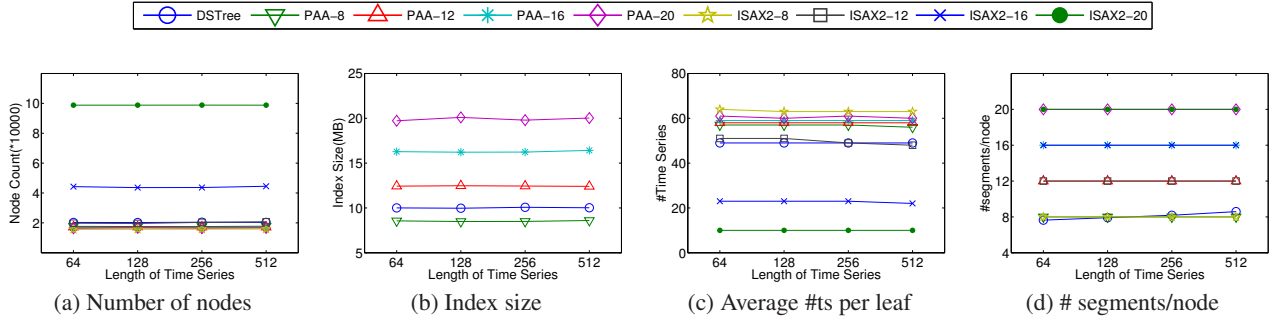 DSTree PAA-8 PAA-12 PAA-16 PAA-20 ISAX2-8 ISAX2-12 ISAX2-16 ISAX2-20
Node Count(*10000)
10
8
6
4
2
64 128 256 512
Length of Time Series
(a) Number of nodes
Index Size(MB)
25
20
15
10
5
64 128 256 512
Length of Time Series
(b) Index size
#Time Series
80
60
40
20
0
64 128 256 512
Length of Time Series
(c) Average #ts per leaf
#segments/node
20
16
12
8
4
64 128 256 512
Length of Time Series
(d) # segments/node